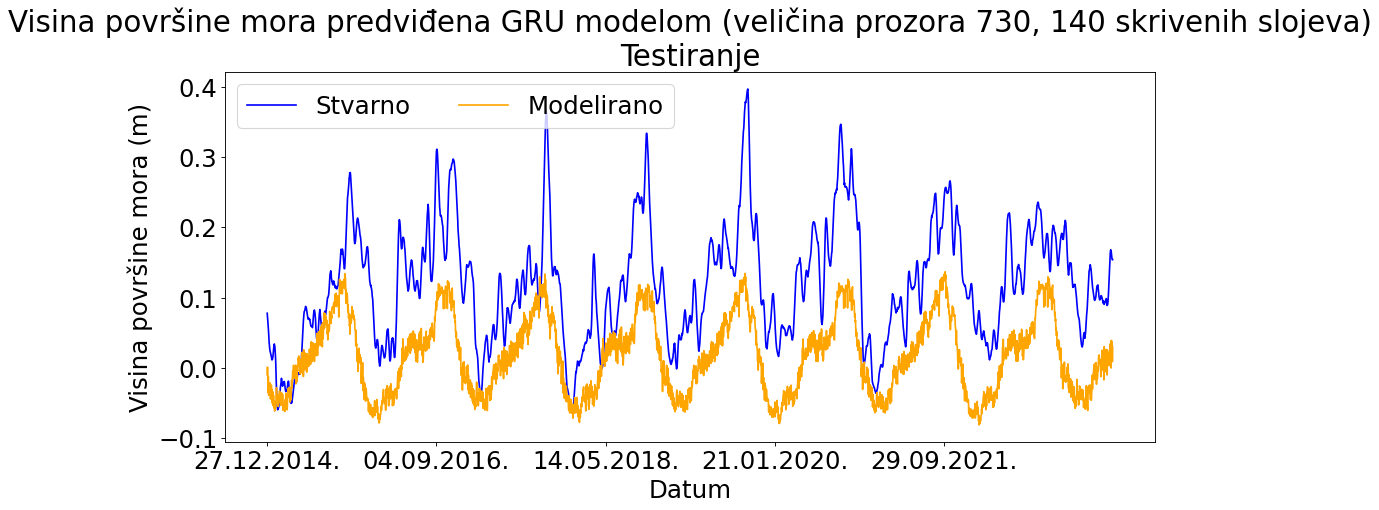 Visina površine mora predviđena GRU modelom (veličina prozora 730, 140 skrivenih slojeva)
Testiranje
Stvarno
Modelirano
Visina površine mora (m)
0.4
0.3
0.2
0.1
0.0
−0.1
27.12.2014.
04.09.2016.
14.05.2018.
21.01.2020.
29.09.2021.
Datum